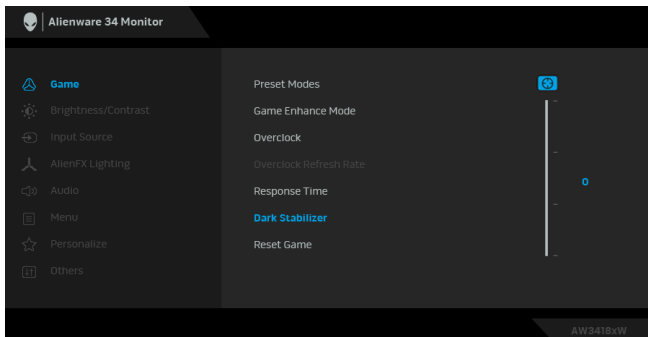 Alienware 34 Monitor
Game
Brightness/Contrast
Input Source
AlienFX Lighting
Audio
Menu
Personalize
Others
Preset Modes
Game Enhance Mode
Overclock
Overclock Refresh Rate
Response Time
Dark Stabilizer
Reset Game
0
AW3418xW